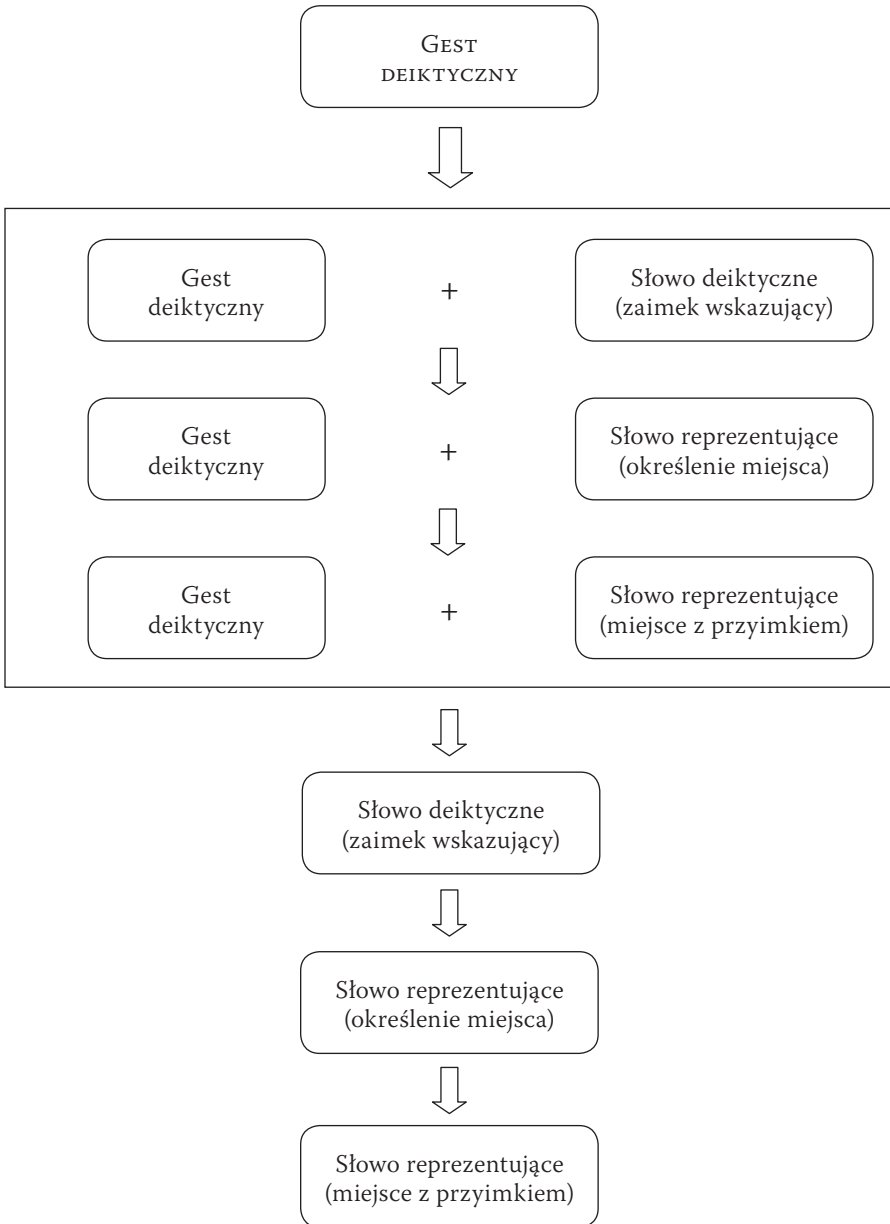 GEST
DEIKTYCZNY
Gest
deiktyczny
+
Słowo deiktyczne
(zaimek wskazujący)
Gest
deiktyczny
+
Słowo reprezentujące
(określenie miejsca)
Gest
deiktyczny
+
Słowo reprezentujące
(miejsce z przyimkiem)
Słowo deiktyczne
(zaimek wskazujący)
Słowo reprezentujące
(określenie miejsca)
Słowo reprezentujące
(miejsce z przyimkiem)